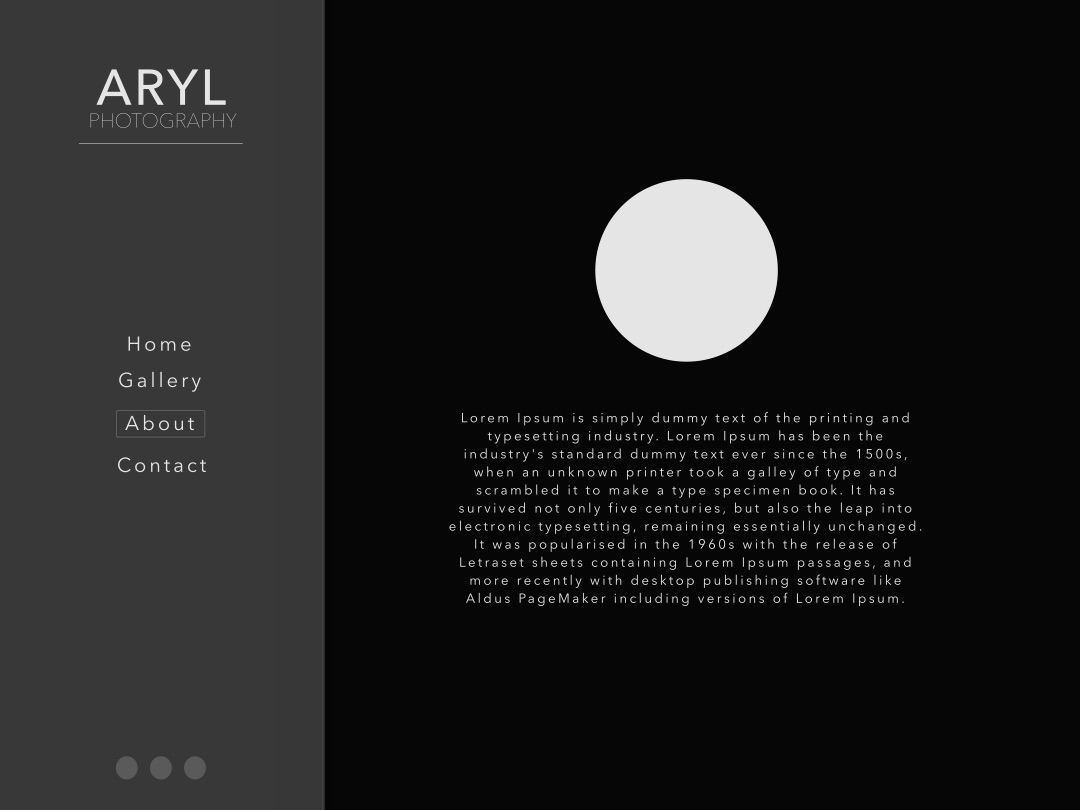 ARYL
PHOTOGRAPHY
Home
Gallery
About
Contact
Lorem Ipsum is simply dummy text of the printing and
typesetting industry. Lorem Ipsum has been the
industry's standard dummy text ever since the 1500s,
when an unknown printer took a galley of type and
scrambled it to make a type specimen book. It has
survived not only five centuries, but also the leap into
electronic typesetting, remaining essentially unchanged.
It was popularised in the 1960s with the release of
Letraset sheets containing Lorem Ipsum passages, and
more recently with desktop publishing software like
Aldus PageMaker including versions of Lorem Ipsum.